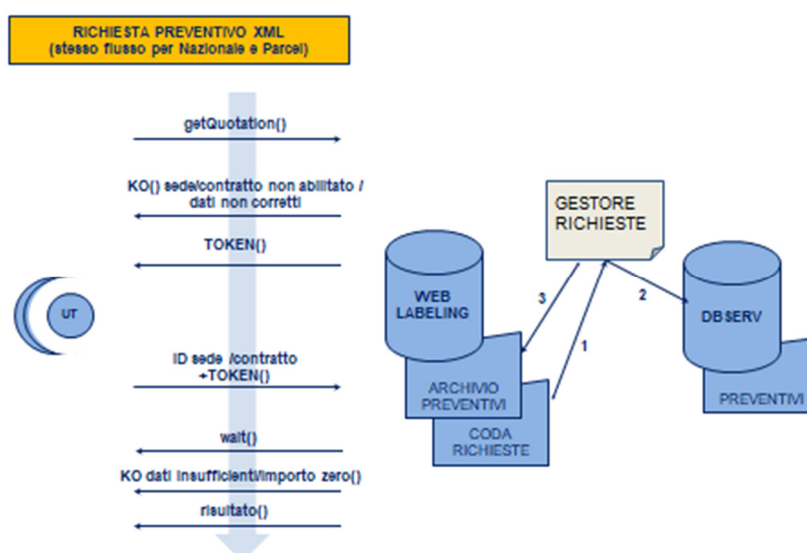 RICHIESTA PREVENTIVO XML
(stesso flusso per Nazionale e Parcel)
getQuotation()
KO() sede/contratto non abilitato /
dati non corretti
TOKEN()
UT
ID sede /contratto
+TOKEN()
wait()
KO dati insufficienti/importo zero()
risultato()
GESTORE
RICHIESTE
WEB
LABELING
3
1
2
DBSERV
ARCHIVIO
PREVENTIVI
CODA
RICHIESTE
PREVENTIVI